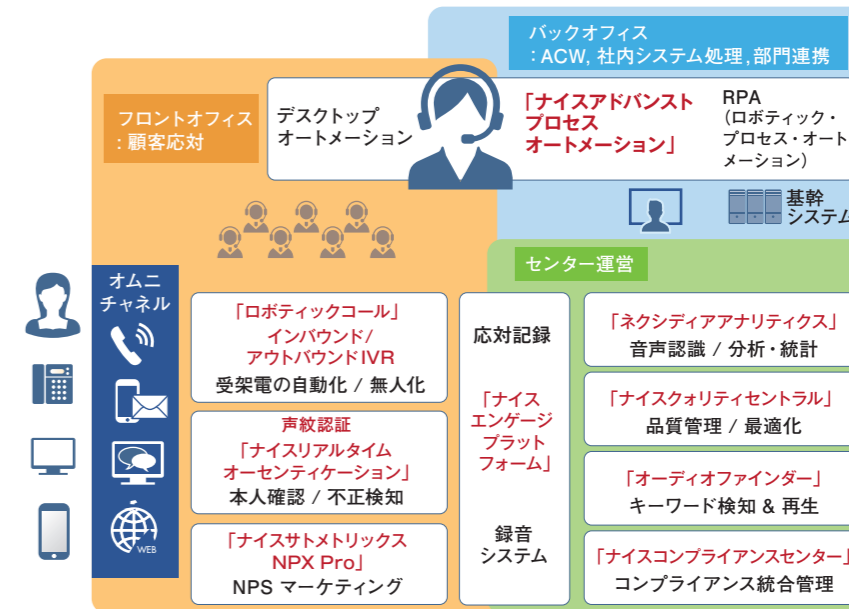 バックオフィス
：ACW, 社内システム処理, 部門連携
フロントオフィス
：顧客応対
デスクトップ
オートメーション
「ナイスアドバンスト
プロセス
オートメーション」
RPA
（ロボティック・
プロセス・オート
メーション）
基幹
システム
センター運営
オムニ
チャネル
WEB
「ロボティックコール」
インバウンド/
アウトバウンドIVR
受架電の自動化 / 無人化
声紋認証
「ナイスリアルタイム
オーセンティケーション」
本人確認 / 不正検知
「ナイスサトメトリックス
NPX Pro」
NPS マーケティング
応対記録
「ナイス
エンゲージ
プラット
フォーム」
録音
システム
「ネクシディアアナリティクス」
音声認識 / 分析・統計
「ナイスクォリティセントラル」
品質管理 / 最適化
「オーディオファインダー」
キーワード検知 & 再生
「ナイスコンプライアンスセンター」
コンプライアンス統合管理